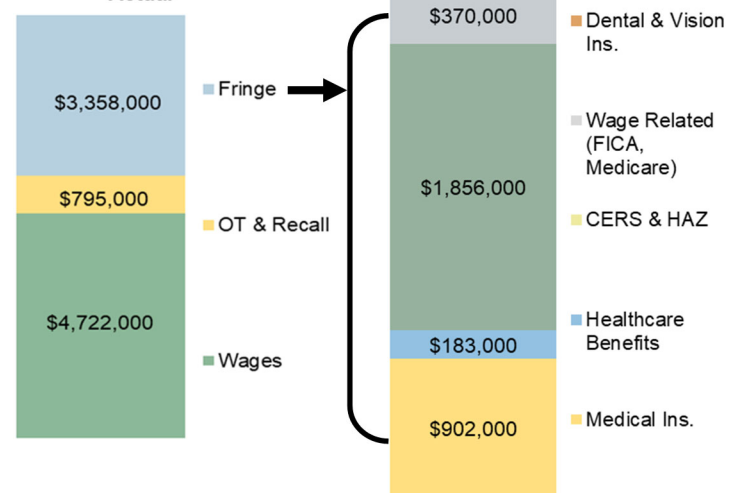 $3,358,000
$795,000
$4,722,000
Fringe
OT & Recall
Wages
$370,000
$1,856,000
$183,000
$902,000
Dental & Vision
Ins.
Wage Related
(FICA,
Medicare)
CERS & HAZ
Healthcare
Benefits
Medical Ins.